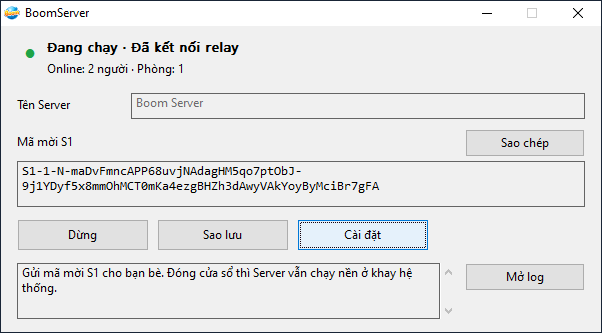 BoomServer
Đang chạy · Đã kết nối relay
Online: 2 người · Phòng: 1
Tên Server
Boom Server
Mã mời S1
Sao chép
S1-1-N-maDvFmncAPP68uvjNAdagHM5qo7ptObJ-
9j1YDyf5x8mmOhMCT0mKa4ezgBHZh3dAwyVAkYoyByMciBr7gFA
Dừng
Sao lưu
Cài đặt
Gửi mã mời S1 cho bạn bè. Đóng cửa sổ thì Server vẫn chạy nền ở khay hệ
thống.
Mở log